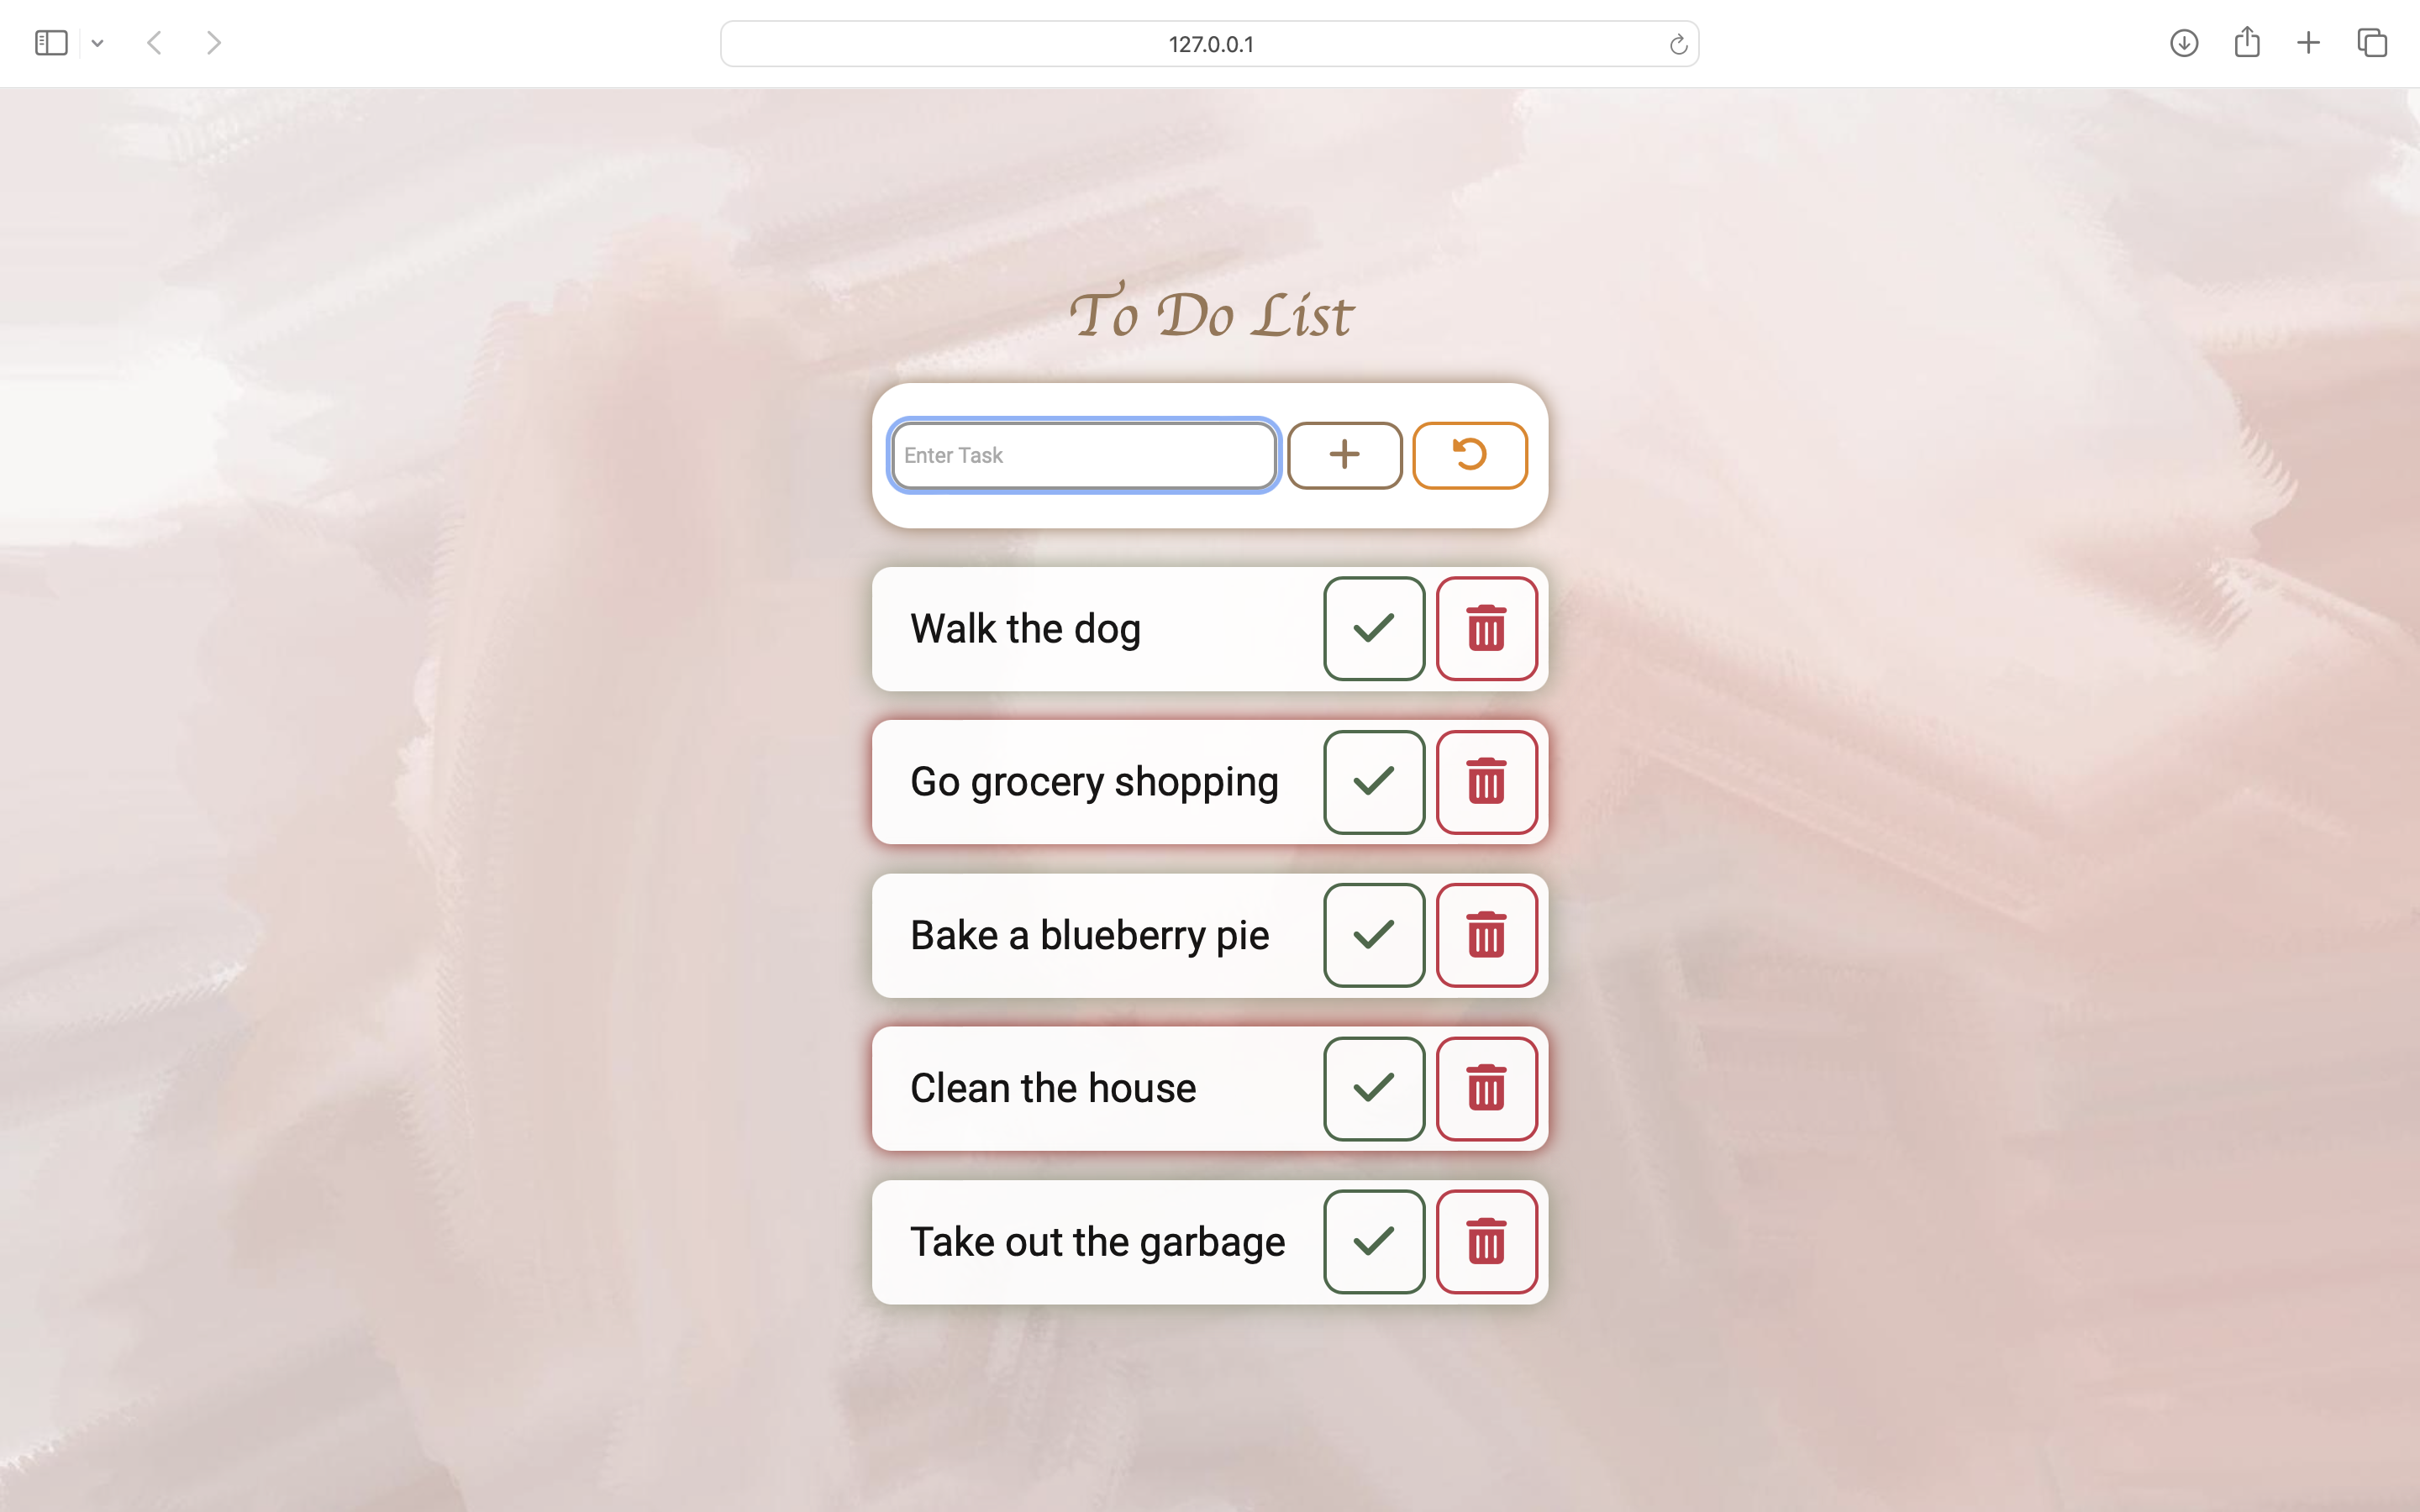 127.0.0.1
To Do List
Enter Task
Walk the dog
Go grocery shopping
Bake a blueberry pie
Clean the house
Take out the garbage